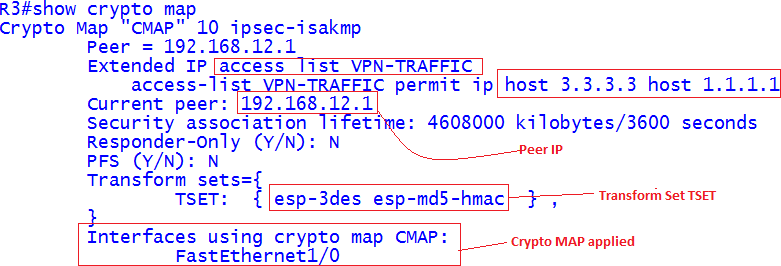 R3#show crypto map
Crypto Map "CMAP" 10 ipsec-isakmp
Peer = 192.168.12.1
Extended IP access list VPN-TRAFFIC
access-list VPN-TRAFFIC permit ip host 3.3.3.3 host 1.1.1.1
Current peer: 192.168.12.1
Security association lifetime: 4608000 kilobytes/3600 seconds
Responder-Only (Y/N): N
Peer IP
PFS (Y/N): N
Transform sets={
TSET: { esp-3des esp-md5-hmac } ,
Transform Set TSET
}
Interfaces using crypto map CMAP:
Crypto MAP applied
FastEthernet1/0